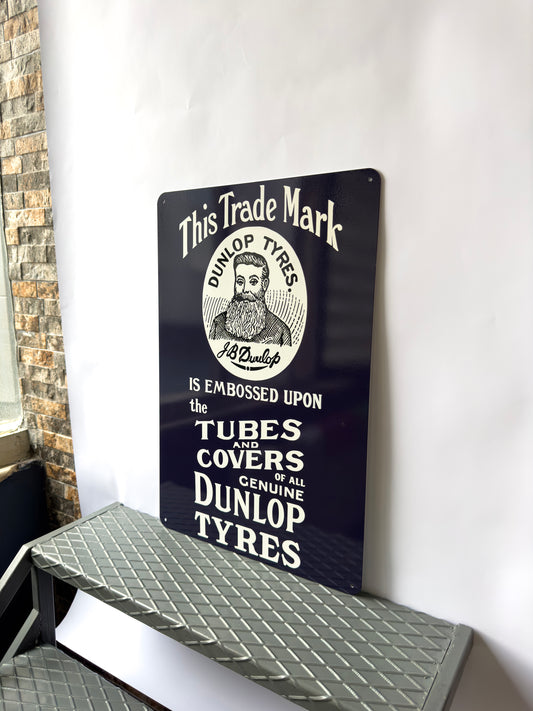 This Trade Mark
DUNLOP TYRES.
J B Dunlop
IS EMBOSSED UPON
the
TUBES
AND
COVERS
OF ALL
GENUINE
DUNLOP
TYRES